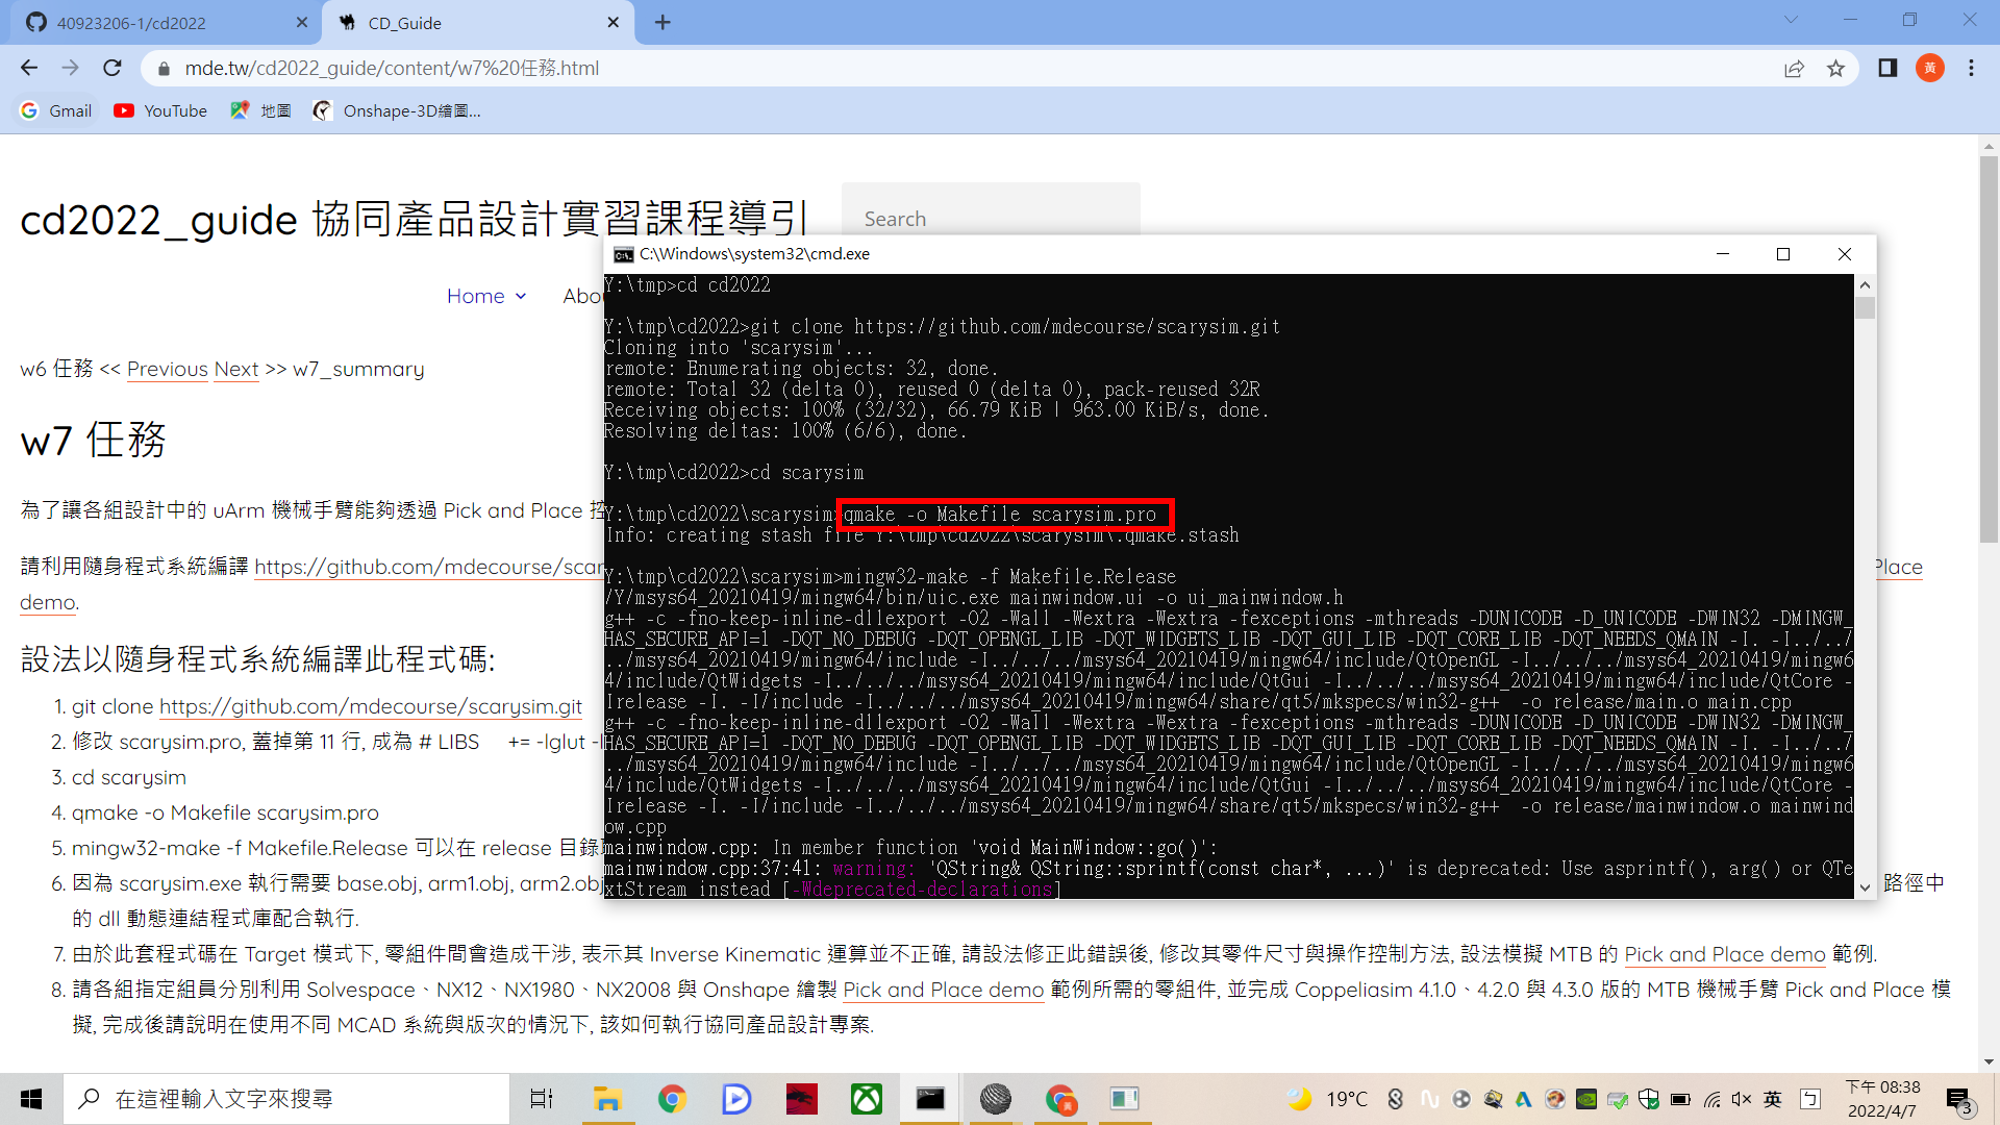 40923206-1/cd2022
CD_Guide
mde.tw/cd2022_guide/content/w7%20任務.html
黃
Gmail
YouTube
地圖
Onshape-3D繪圖...
cd2022_guide 協同產品設計實習課程導引
Search
Home
Abou
w6 任務 << Previous Next >> w7_summary
w7 任務
為了讓各組設計中的 uArm 機械手臂能夠透過 Pick and Place 控
請利用隨身程式系統編譯 https://github.com/mdecourse/scar
Place
demo.
設法以隨身程式系統編譯此程式碼:
1. git clone https://github.com/mdecourse/scarysim.git
2. 修改 scarysim.pro, 蓋掉第 11 行, 成為 # LIBS += -lglut -l
3. cd scarysim
4. qmake -o Makefile scarysim.pro
5. mingw32-make -f Makefile.Release 可以在 release 目錄
6. 因為 scarysim.exe 執行需要 base.obj, arm1.obj, arm2.obj
路徑中
的 dll 動態連結程式庫配合執行.
7. 由於此套程式碼在 Target 模式下, 零組件間會造成干涉, 表示其 Inverse Kinematic 運算並不正確, 請設法修正此錯誤後, 修改其零件尺寸與操作控制方法, 設法模擬 MTB 的 Pick and Place demo 範例.
8. 請各組指定組員分別利用 Solvespace、NX12、NX1980、NX2008 與 Onshape 繪製 Pick and Place demo 範例所需的零組件, 並完成 Coppeliasim 4.1.0、4.2.0 與 4.3.0 版的 MTB 機械手臂 Pick and Place 模
擬, 完成後請說明在使用不同 MCAD 系統與版次的情況下, 該如何執行協同產品設計專案.
C:\Windows\system32\cmd.exe
Y:\tmp>cd cd2022
Y:\tmp\cd2022>git clone https://github.com/mdecourse/scarysim.git
Cloning into 'scarysim'...
remote: Enumerating objects: 32, done.
remote: Total 32 (delta 0), reused 0 (delta 0), pack-reused 32R
Receiving objects: 100% (32/32), 66.79 KiB | 963.00 KiB/s, done.
Resolving deltas: 100% (6/6), done.
Y:\tmp\cd2022>cd scarysim
Y:\tmp\cd2022\scarysim>qmake -o Makefile scarysim.pro
Info: creating stash file Y:\tmp\cd2022\scarysim\.qmake.stash
Y:\tmp\cd2022\scarysim>mingw32-make -f Makefile.Release
/Y/msys64_20210419/mingw64/bin/uic.exe mainwindow.ui -o ui_mainwindow.h
g++ -c -fno-keep-inline-dllexport -O2 -Wall -Wextra -Wextra -fexceptions -mthreads -DUNICODE -D_UNICODE -DWIN32 -DMINGW_
HAS_SECURE_API=1 -DQT_NO_DEBUG -DQT_OPENGL_LIB -DQT_WIDGETS_LIB -DQT_GUI_LIB -DQT_CORE_LIB -DQT_NEEDS_QMAIN -I. -I../../
../msys64_20210419/mingw64/include -I../../../msys64_20210419/mingw64/include/QtOpenGL -I../../../msys64_20210419/mingw6
4/include/QtWidgets -I../../../msys64_20210419/mingw64/include/QtGui -I../../../msys64_20210419/mingw64/include/QtCore -
Irelease -I. -I/include -I../../../msys64_20210419/mingw64/share/qt5/mkspecs/win32-g++  -o release/main.o main.cpp
g++ -c -fno-keep-inline-dllexport -O2 -Wall -Wextra -Wextra -fexceptions -mthreads -DUNICODE -D_UNICODE -DWIN32 -DMINGW_
HAS_SECURE_API=1 -DQT_NO_DEBUG -DQT_OPENGL_LIB -DQT_WIDGETS_LIB -DQT_GUI_LIB -DQT_CORE_LIB -DQT_NEEDS_QMAIN -I. -I../../
../msys64_20210419/mingw64/include -I../../../msys64_20210419/mingw64/include/QtOpenGL -I../../../msys64_20210419/mingw6
4/include/QtWidgets -I../../../msys64_20210419/mingw64/include/QtGui -I../../../msys64_20210419/mingw64/include/QtCore -
Irelease -I. -I/include -I../../../msys64_20210419/mingw64/share/qt5/mkspecs/win32-g++  -o release/mainwindow.o mainwind
ow.cpp
mainwindow.cpp: In member function 'void MainWindow::go()':
mainwindow.cpp:37:41: warning: 'QString& QString::sprintf(const char*, ...)' is deprecated: Use asprintf(), arg() or QTe
xtStream instead [-Wdeprecated-declarations]
在這裡輸入文字來搜尋
19°C
英
ㄅ
下午 08:38
2022/4/7
3